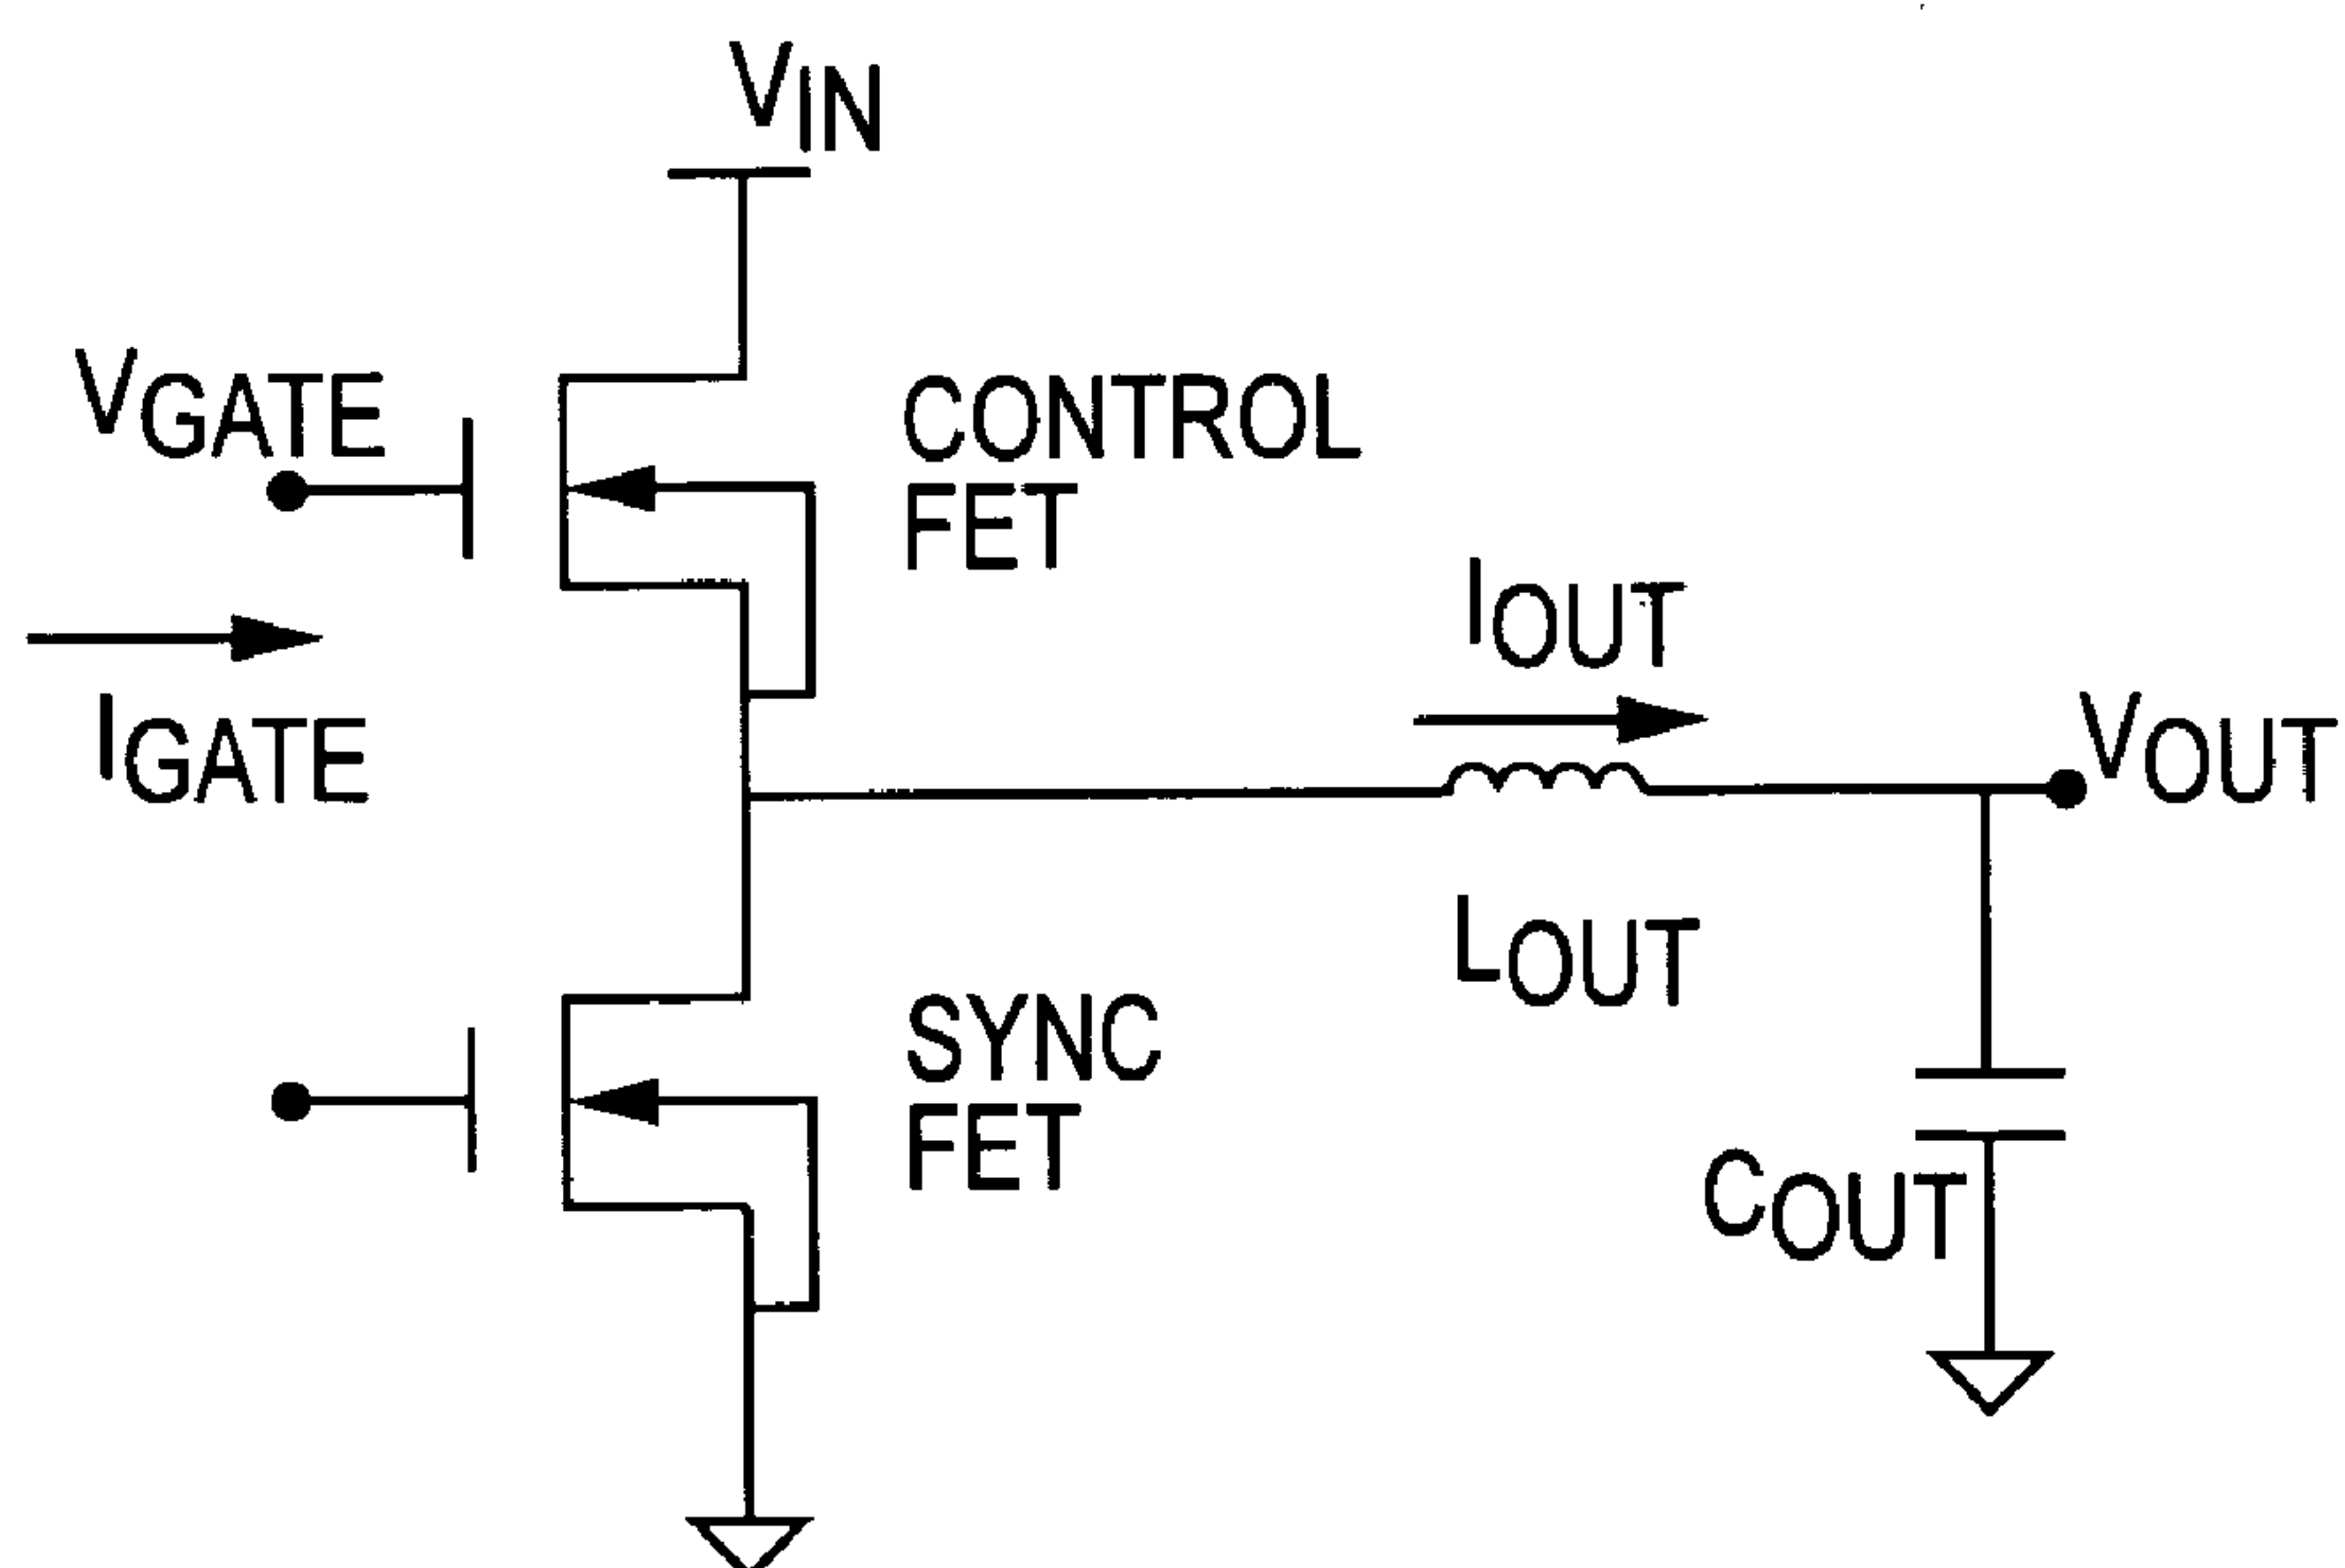 VIN
VGATE
CONTROL
FET
IGATE
IOUT
VOUT
LOUT
SYNC
FET
COUT